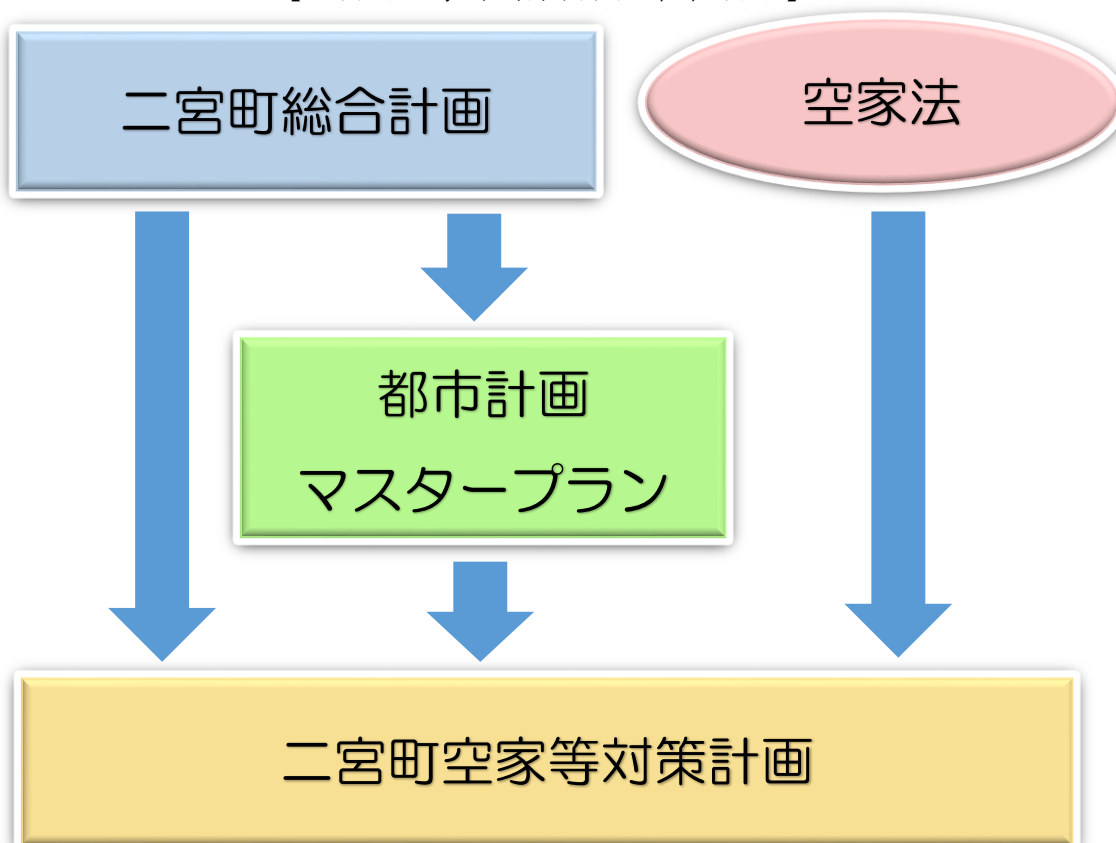 二宮町総合計画
空家法
都市計画
マスタープラン
二宮町空家等対策計画